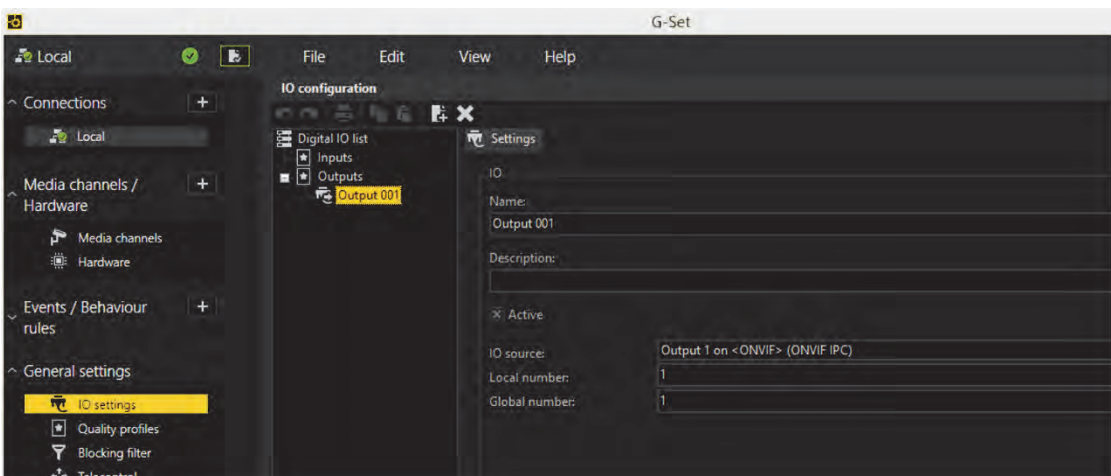 G-Set
Local
File Edit View Help
IO configuration
Connections
Local
Media channels /
Hardware
Media channels
Hardware
Events / Behaviour
rules
General settings
IO settings
Quality profiles
Blocking filter
Telecontrol
Digital IO list
Inputs
Outputs
Output 001
Settings
IO
Name:
Output 001
Description:
Active
IO source: Output 1 on <ONVIF> (ONVIF IPC)
Local number: 1
Global number: 1